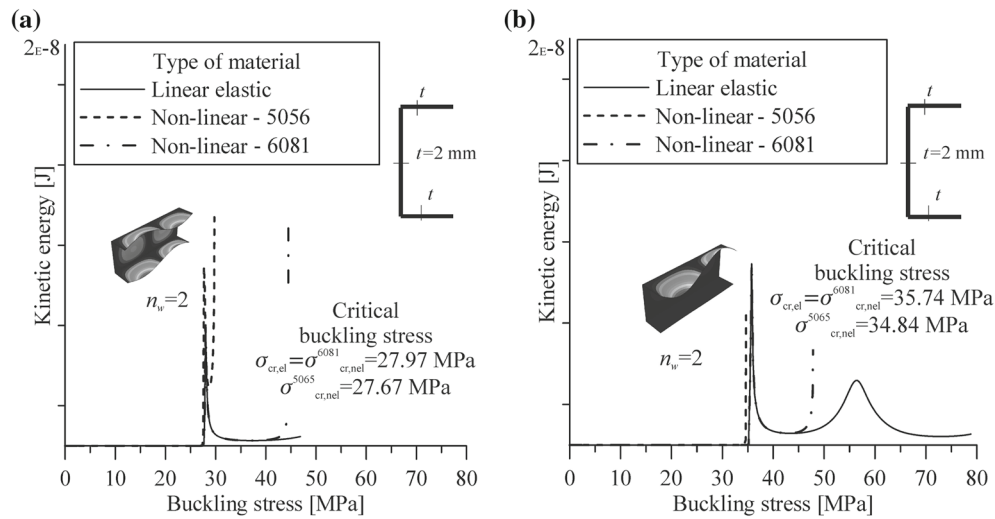 (a)
2E-8
Type of material
Linear elastic
Non-linear - 5056
Non-linear - 6081
t
t=2 mm
t
Kinetic energy [J]
nw=2
Critical
buckling stress
σcr,el=σ6081cr,nel=27.97 MPa
σ5065cr,nel=27.67 MPa
0 10 20 30 40 50 60 70 80
Buckling stress [MPa]
(b)
2E-8
Type of material
Linear elastic
Non-linear - 5056
Non-linear - 6081
t
t=2 mm
t
Kinetic energy [J]
nw=2
Critical
buckling stress
σcr,el=σ6081cr,nel=35.74 MPa
σ5065cr,nel=34.84 MPa
0 10 20 30 40 50 60 70 80
Buckling stress [MPa]